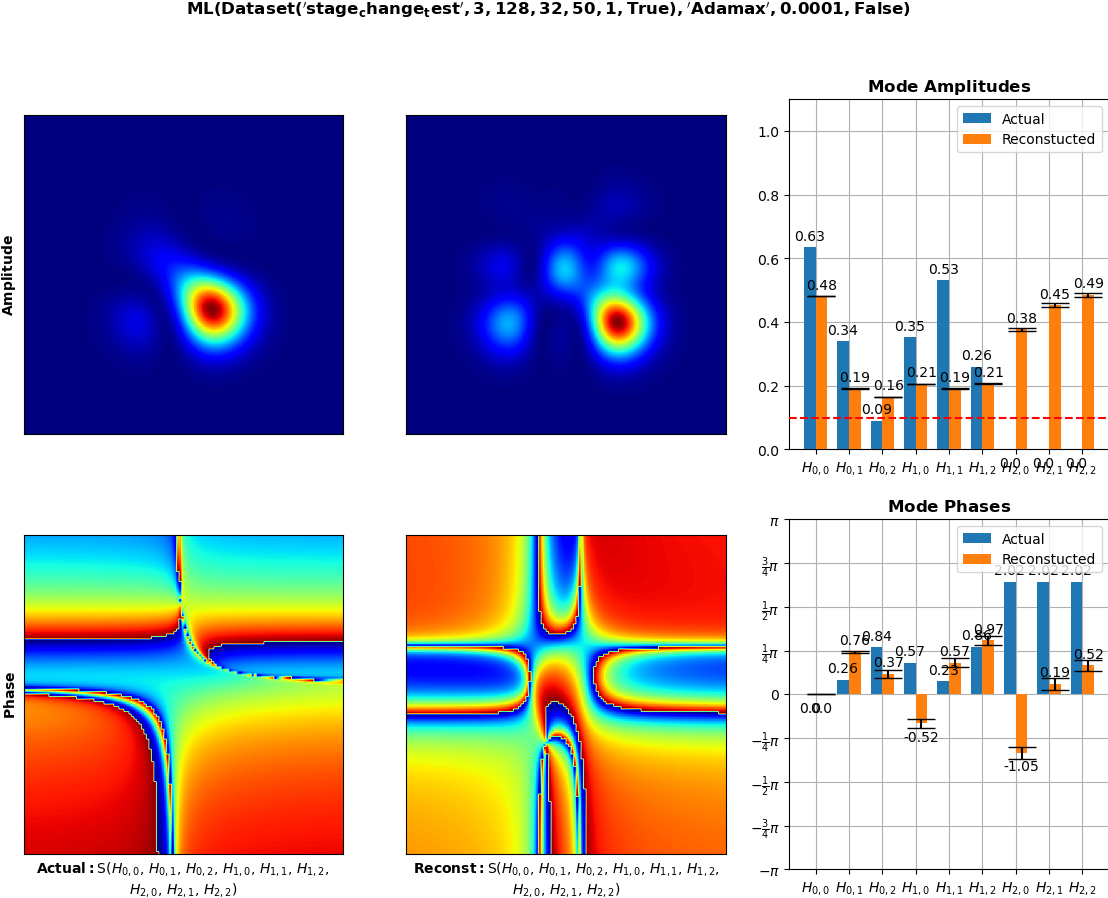 ML(Dataset('stage_change_test', 3, 128, 32, 50, 1, True), 'Adamax', 0.0001, False)
Amplitude
Mode Amplitudes
Actual
Reconstucted
1.0
0.8
0.6
0.4
0.2
0.0
0.63
0.48
0.34
0.19
0.09
0.16
0.35
0.21
0.53
0.19
0.26
0.21
0.0
0.38
0.0
0.45
0.0
0.49
H0,0 H0,1 H0,2 H1,0 H1,1 H1,2 H2,0 H2,1 H2,2
Phase
Actual: S(H0,0, H0,1, H0,2, H1,0, H1,1, H1,2,
H2,0, H2,1, H2,2)
Reconst: S(H0,0, H0,1, H0,2, H1,0, H1,1, H1,2,
H2,0, H2,1, H2,2)
Mode Phases
Actual
Reconstucted
π
3/4π
1/2π
1/4π
0
−1/4π
−1/2π
−3/4π
−π
0.0
0.0
0.26
0.76
0.84
0.37
0.57
-0.52
0.23
0.57
0.86
0.97
2.02
-1.05
2.02
0.19
2.02
0.52
H0,0 H0,1 H0,2 H1,0 H1,1 H1,2 H2,0 H2,1 H2,2